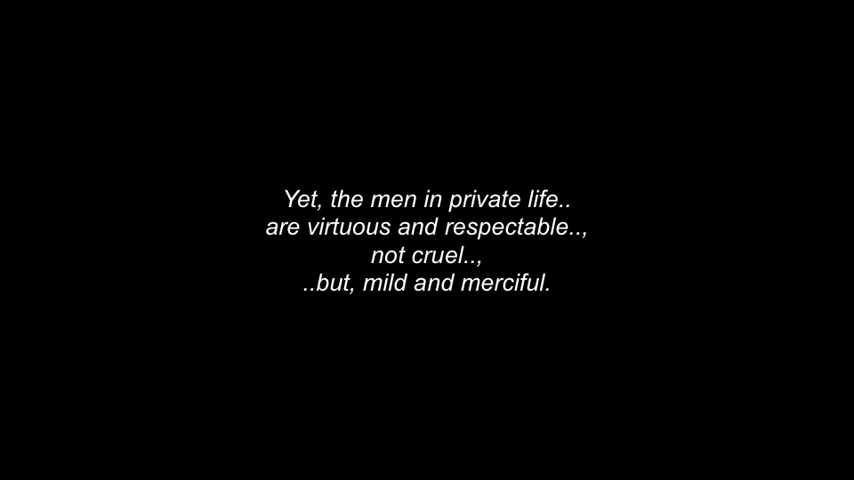 Yet, the men in private life..
are virtuous and respectable..,
not cruel..,
..but, mild and merciful.